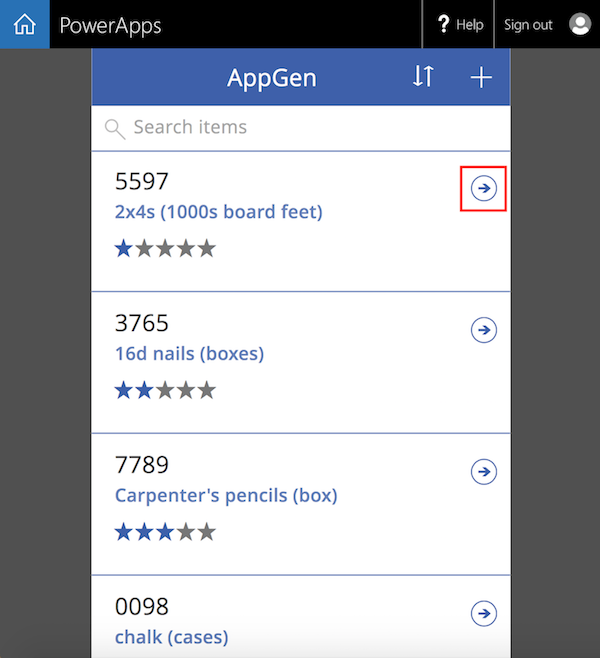 PowerApps
? Help
Sign out
AppGen
Search items
5597
2x4s (1000s board feet)
3765
16d nails (boxes)
7789
Carpenter's pencils (box)
0098
chalk (cases)